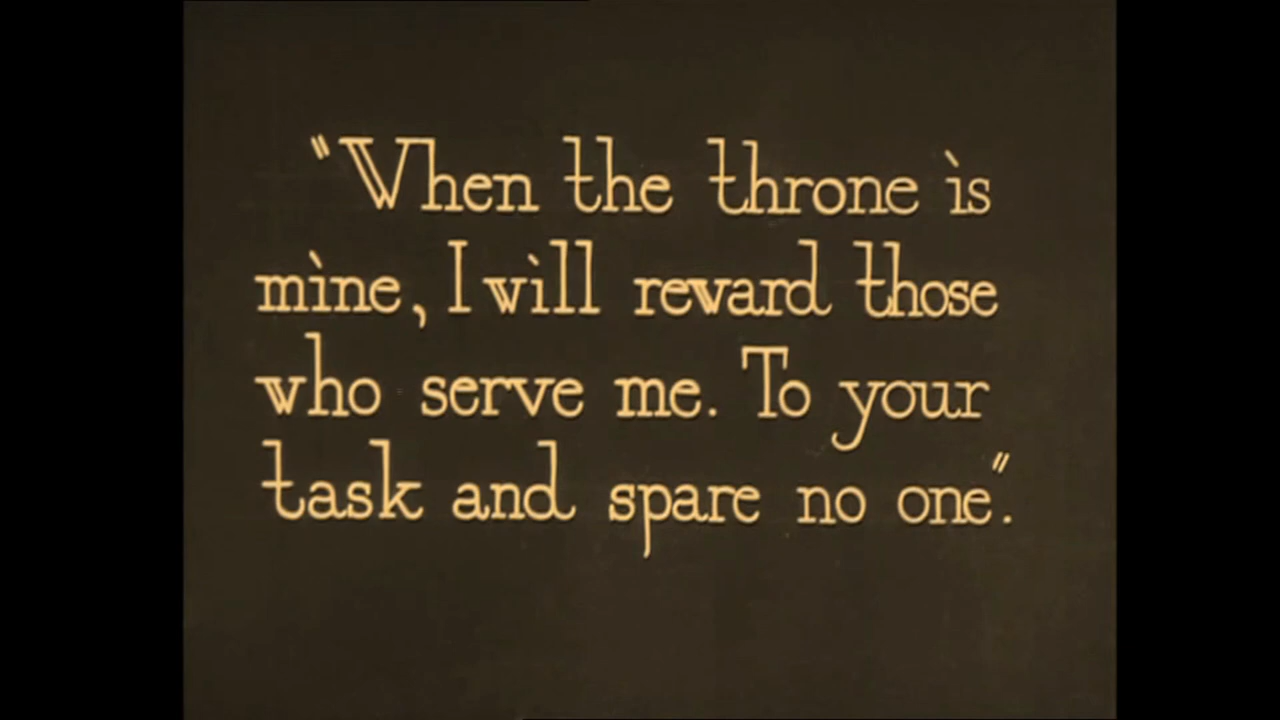 "When the throne is
mine, I will reward those
who serve me. To your
task and spare no one".